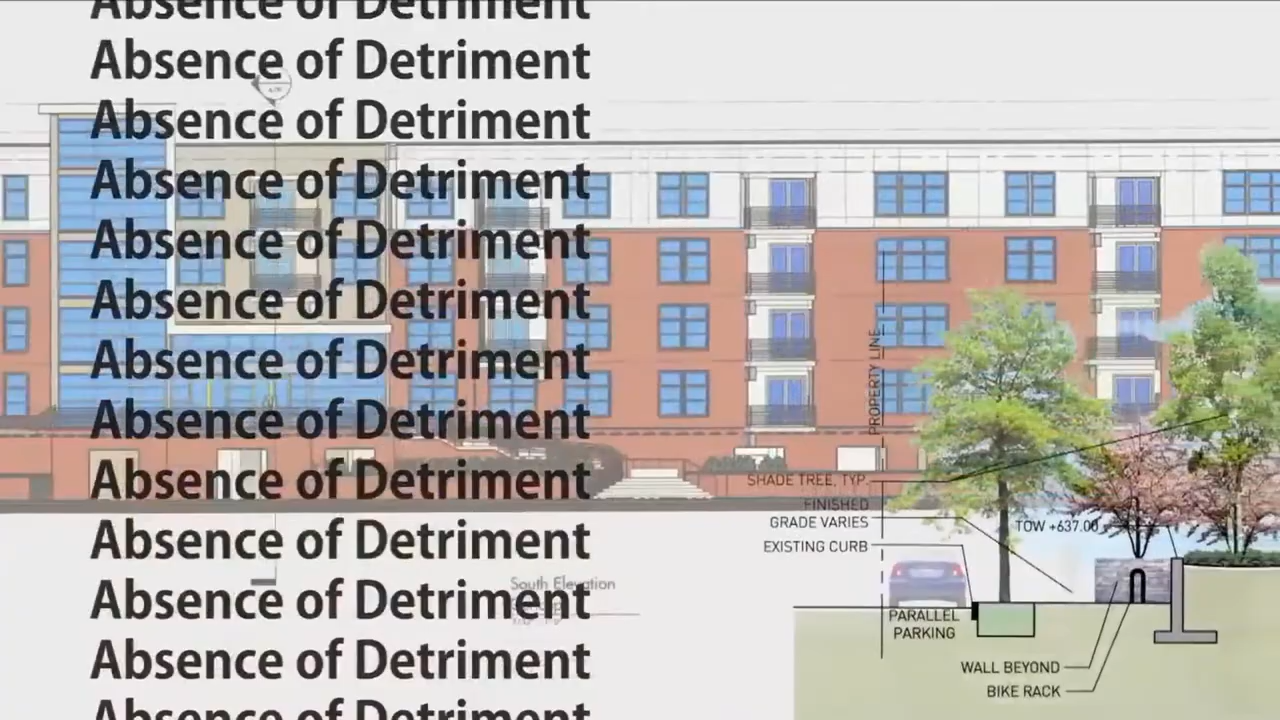 Absence of Detriment
Absence of Detriment
Absence of Detriment
Absence of Detriment
Absence of Detriment
Absence of Detriment
Absence of Detriment
Absence of Detriment
Absence of Detriment
Absence of Detriment
Absence of Detriment
Absence of Detriment
Absence of Detriment
South Elevation
PROPERTY LINE
SHADE TREE, TYP.
FINISHED
GRADE VARIES
EXISTING CURB
TOW +637.00
PARALLEL
PARKING
WALL BEYOND
BIKE RACK